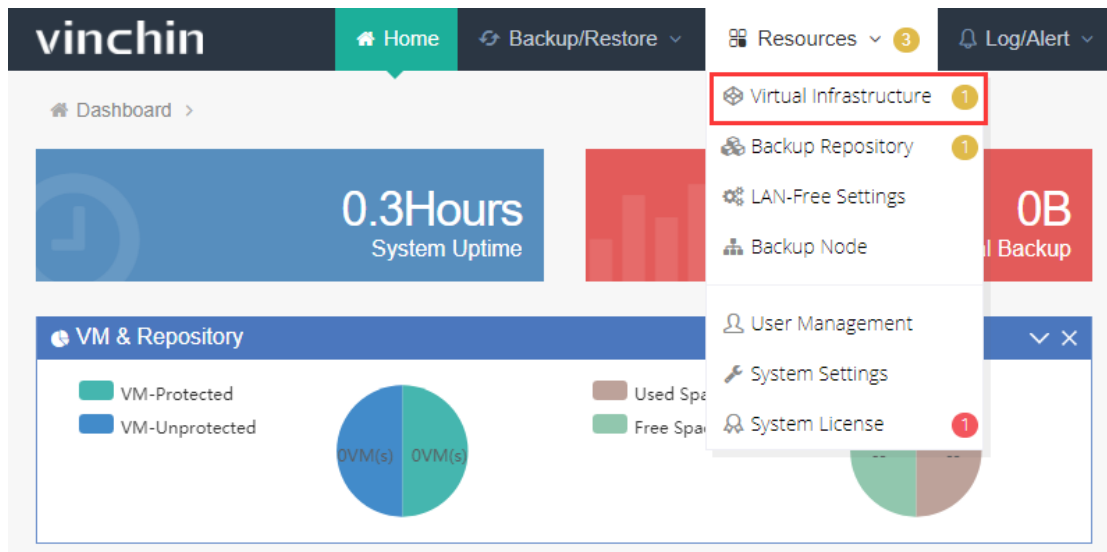 vinchin
Home
Backup/Restore
Resources 3
Log/Alert
Dashboard >
Virtual Infrastructure 1
Backup Repository 1
LAN-Free Settings
Backup Node
User Management
System Settings
System License 1
0.3Hours
System Uptime
0B
Backup
VM & Repository
VM-Protected
VM-Unprotected
0VM(s) 0VM(s)
Used
Free